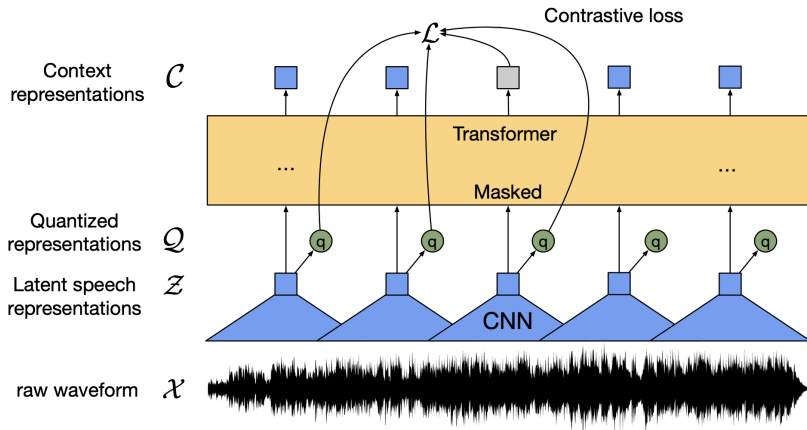 Contrastive loss
ℒ
Context
representations 𝒞
Transformer
... ...
Masked
Quantized
representations 𝒬
q q q q q
Latent speech
representations 𝒵
CNN
raw waveform 𝒳